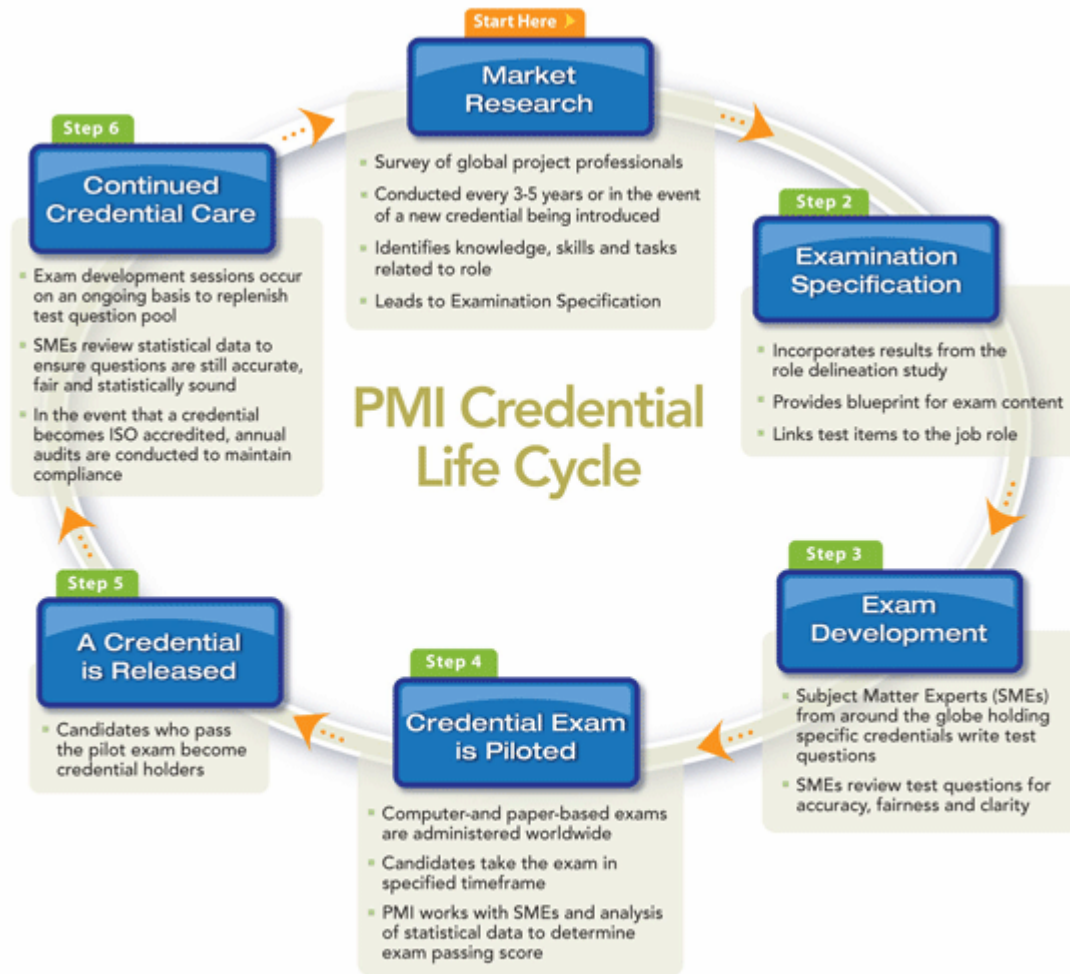 Start Here
Market
Research
Survey of global project professionals
Conducted every 3-5 years or in the event
of a new credential being introduced
Identifies knowledge, skills and tasks
related to role
Leads to Examination Specification
Step 2
Examination
Specification
Incorporates results from the
role delineation study
Provides blueprint for exam content
Links test items to the job role
Step 3
Exam
Development
Subject Matter Experts (SMEs)
from around the globe holding
specific credentials write test
questions
SMEs review test questions for
accuracy, fairness and clarity
Step 4
Credential Exam
is Piloted
Computer-and paper-based exams
are administered worldwide
Candidates take the exam in
specified timeframe
PMI works with SMEs and analysis
of statistical data to determine
exam passing score
Step 5
A Credential
is Released
Candidates who pass
the pilot exam become
credential holders
Step 6
Continued
Credential Care
Exam development sessions occur
on an ongoing basis to replenish
test question pool
SMEs review statistical data to
ensure questions are still accurate,
fair and statistically sound
In the event that a credential
becomes ISO accredited, annual
audits are conducted to maintain
compliance
PMI Credential
Life Cycle